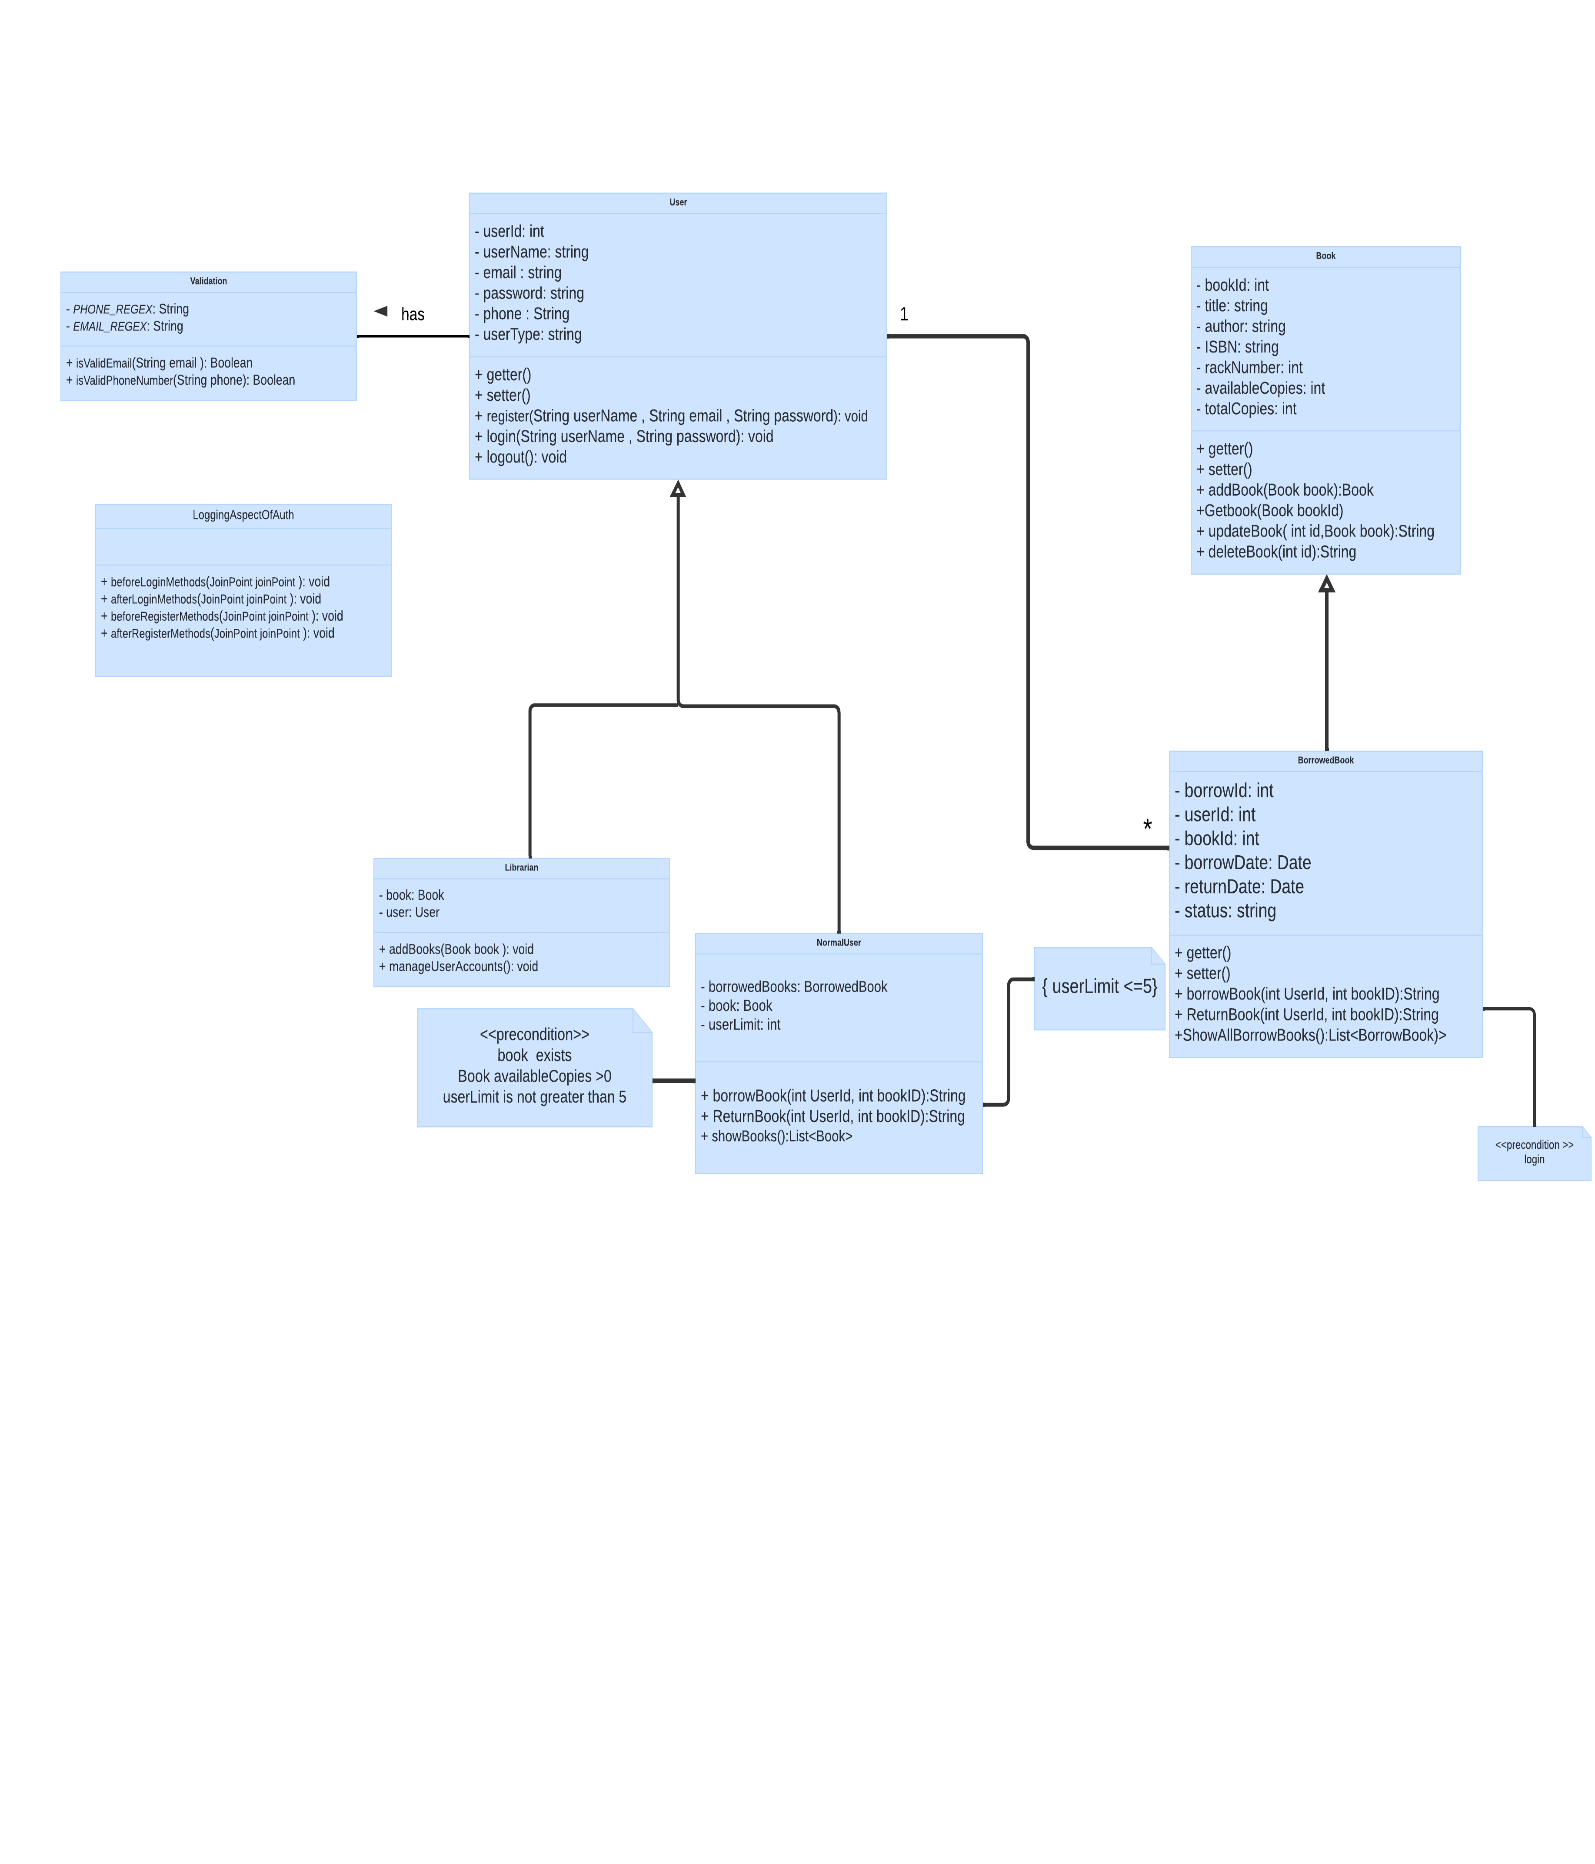 User
- userId: int
- userName: string
- email : string
- password: string
- phone : String
- userType: string
+ getter()
+ setter()
+ register(String userName , String email , String password): void
+ login(String userName , String password): void
+ logout(): void
Validation
- PHONE_REGEX: String
- EMAIL_REGEX: String
+ isValidEmail(String email ): Boolean
+ isValidPhoneNumber(String phone): Boolean
has
1
Book
- bookId: int
- title: string
- author: string
- ISBN: string
- rackNumber: int
- availableCopies: int
- totalCopies: int
+ getter()
+ setter()
+ addBook(Book book):Book
+Getbook(Book bookId)
+ updateBook( int id,Book book):String
+ deleteBook(int id):String
LoggingAspectOfAuth
+ beforeLoginMethods(JoinPoint joinPoint ): void
+ afterLoginMethods(JoinPoint joinPoint ): void
+ beforeRegisterMethods(JoinPoint joinPoint ): void
+ afterRegisterMethods(JoinPoint joinPoint ): void
*
BorrowedBook
- borrowId: int
- userId: int
- bookId: int
- borrowDate: Date
- returnDate: Date
- status: string
+ getter()
+ setter()
+ borrowBook(int UserId, int bookID):String
+ ReturnBook(int UserId, int bookID):String
+ShowAllBorrowBooks():List<BorrowBook)>
Librarian
- book: Book
- user: User
+ addBooks(Book book ): void
+ manageUserAccounts(): void
NormalUser
- borrowedBooks: BorrowedBook
- book: Book
- userLimit: int
+ borrowBook(int UserId, int bookID):String
+ ReturnBook(int UserId, int bookID):String
+ showBooks():List<Book>
{ userLimit <=5}
<<precondition>>
book  exists
Book availableCopies >0
userLimit is not greater than 5
<<precondition >>
login